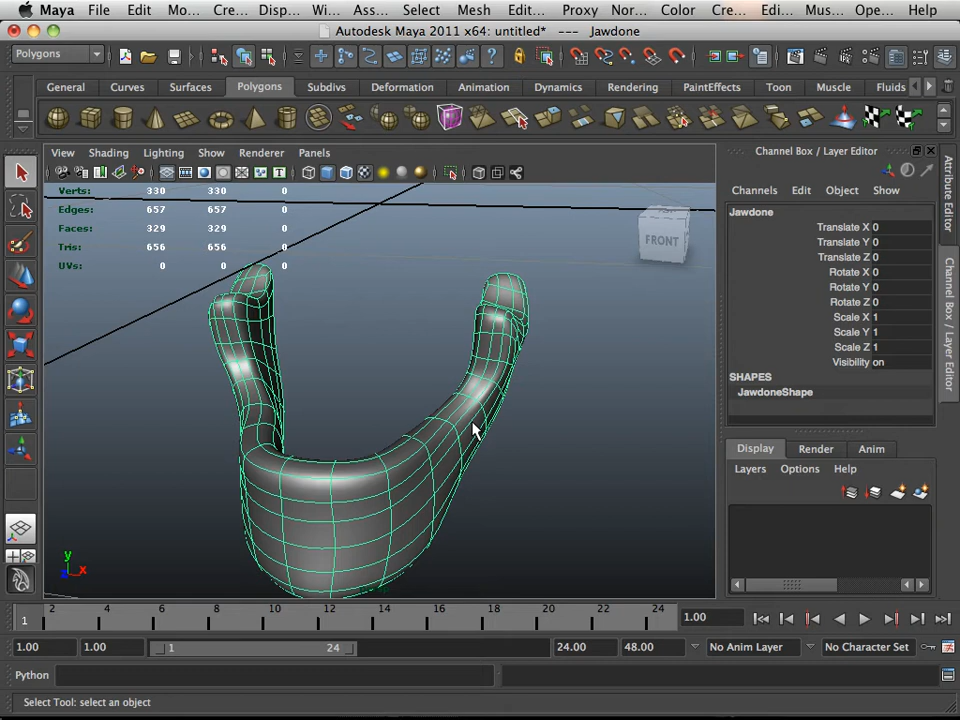 Maya File Edit Modify Cre... Disp... Wi... Ass... Select Mesh Edit... Proxy Nor... Color Cre... Edi... Mus... Ope... Help
Autodesk Maya 2011 x64: untitled* --- Jawdone
Polygons
General Curves Surfaces Polygons Subdivs Deformation Animation Dynamics Rendering PaintEffects Toon Muscle Fluids
View Shading Lighting Show Renderer Panels
Verts: 330 330 0
Edges: 657 657 0
Faces: 329 329 0
Tris: 656 656 0
UVs: 0 0 0
FRONT
y
z x
Channel Box / Layer Editor
Channels Edit Object Show
Jawdone
Translate X 0
Translate Y 0
Translate Z 0
Rotate X 0
Rotate Y 0
Rotate Z 0
Scale X 1
Scale Y 1
Scale Z 1
Visibility on
SHAPES
JawdoneShape
Display Render Anim
Layers Options Help
Attribute Editor
Channel Box / Layer Editor
1 2 4 6 8 10 12 14 16 18 20 22 24
1.00
1.00 1.00 1 24 24.00 48.00 No Anim Layer No Character Set
Python
Select Tool: select an object